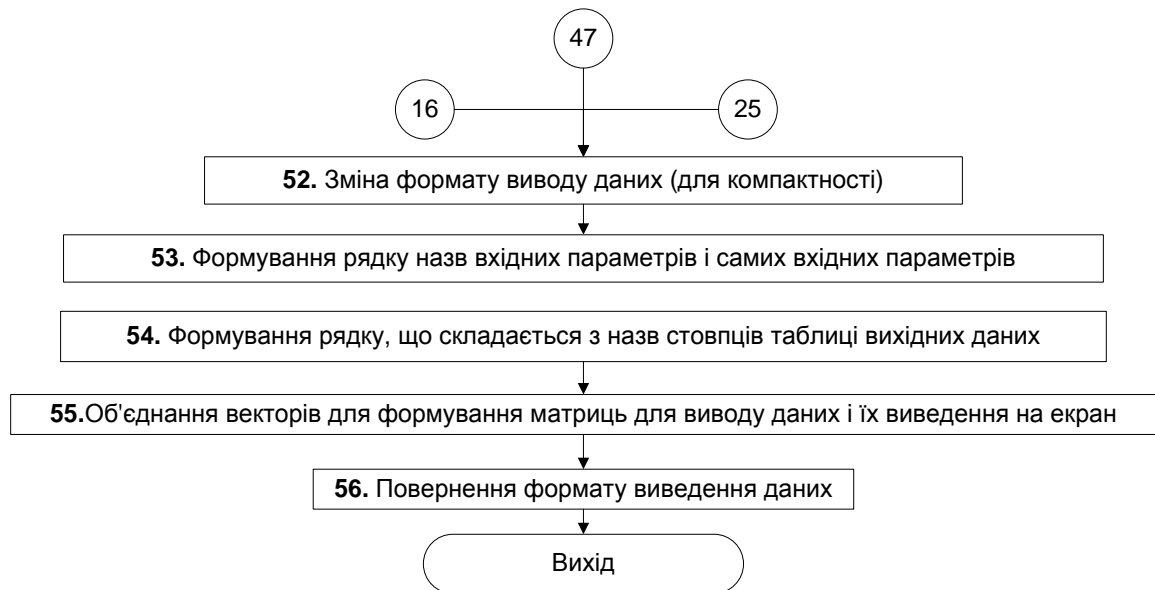 47
16
25
52. Зміна формату виводу даних (для компактності)
53. Формування рядку назв вхідних параметрів і самих вхідних параметрів
54. Формування рядку, що складається з назв стовпців таблиці вихідних даних
55.Об'єднання векторів для формування матриць для виводу даних і їх виведення на екран
56. Повернення формату виведення даних
Вихід